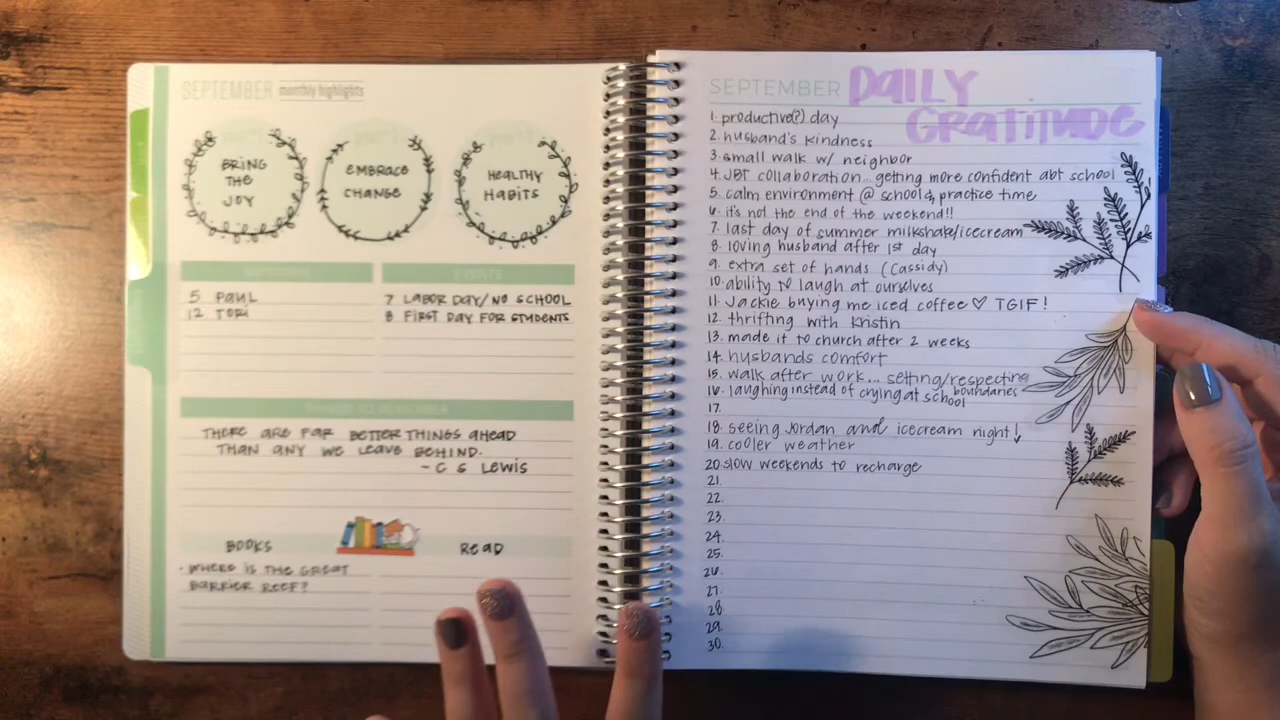 SEPTEMBER monthly highlights
BRING
THE
JOY
EMBRACE
CHANGE
HEALTHY
HABITS
EVENTS
5 PAUL
12 TORI
7 LABOR DAY/NO SCHOOL
8 FIRST DAY FOR STUDENTS
THERE ARE FAR BETTER THINGS AHEAD
THAN ANY WE LEAVE BEHIND.
- C S LEWIS
BOOKS
READ
· WHERE IS THE GREAT
BARRIER REEF?
SEPTEMBER DAILY
GRATITUDE
1. productive(?) day
2. husband's kindness
3. small walk w/ neighbor
4. JBT collaboration... getting more confident abt school
5. calm environment @ school & practice time
6. it's not the end of the weekend!!
7. last day of summer milkshake/icecream
8. loving husband after 1st day
9. extra set of hands (Cassidy)
10. ability to laugh at ourselves
11. Jackie buying me iced coffee ♡ TGIF!
12. thrifting with Kristin
13. made it to church after 2 weeks
14. husbands comfort
15. walk after work... setting/respecting
boundaries
16. laughing instead of crying at school
17.
18. seeing Jordan and icecream night!
19. cooler weather
20. slow weekends to recharge
21.
22.
23.
24.
25.
26.
27.
28.
29.
30.